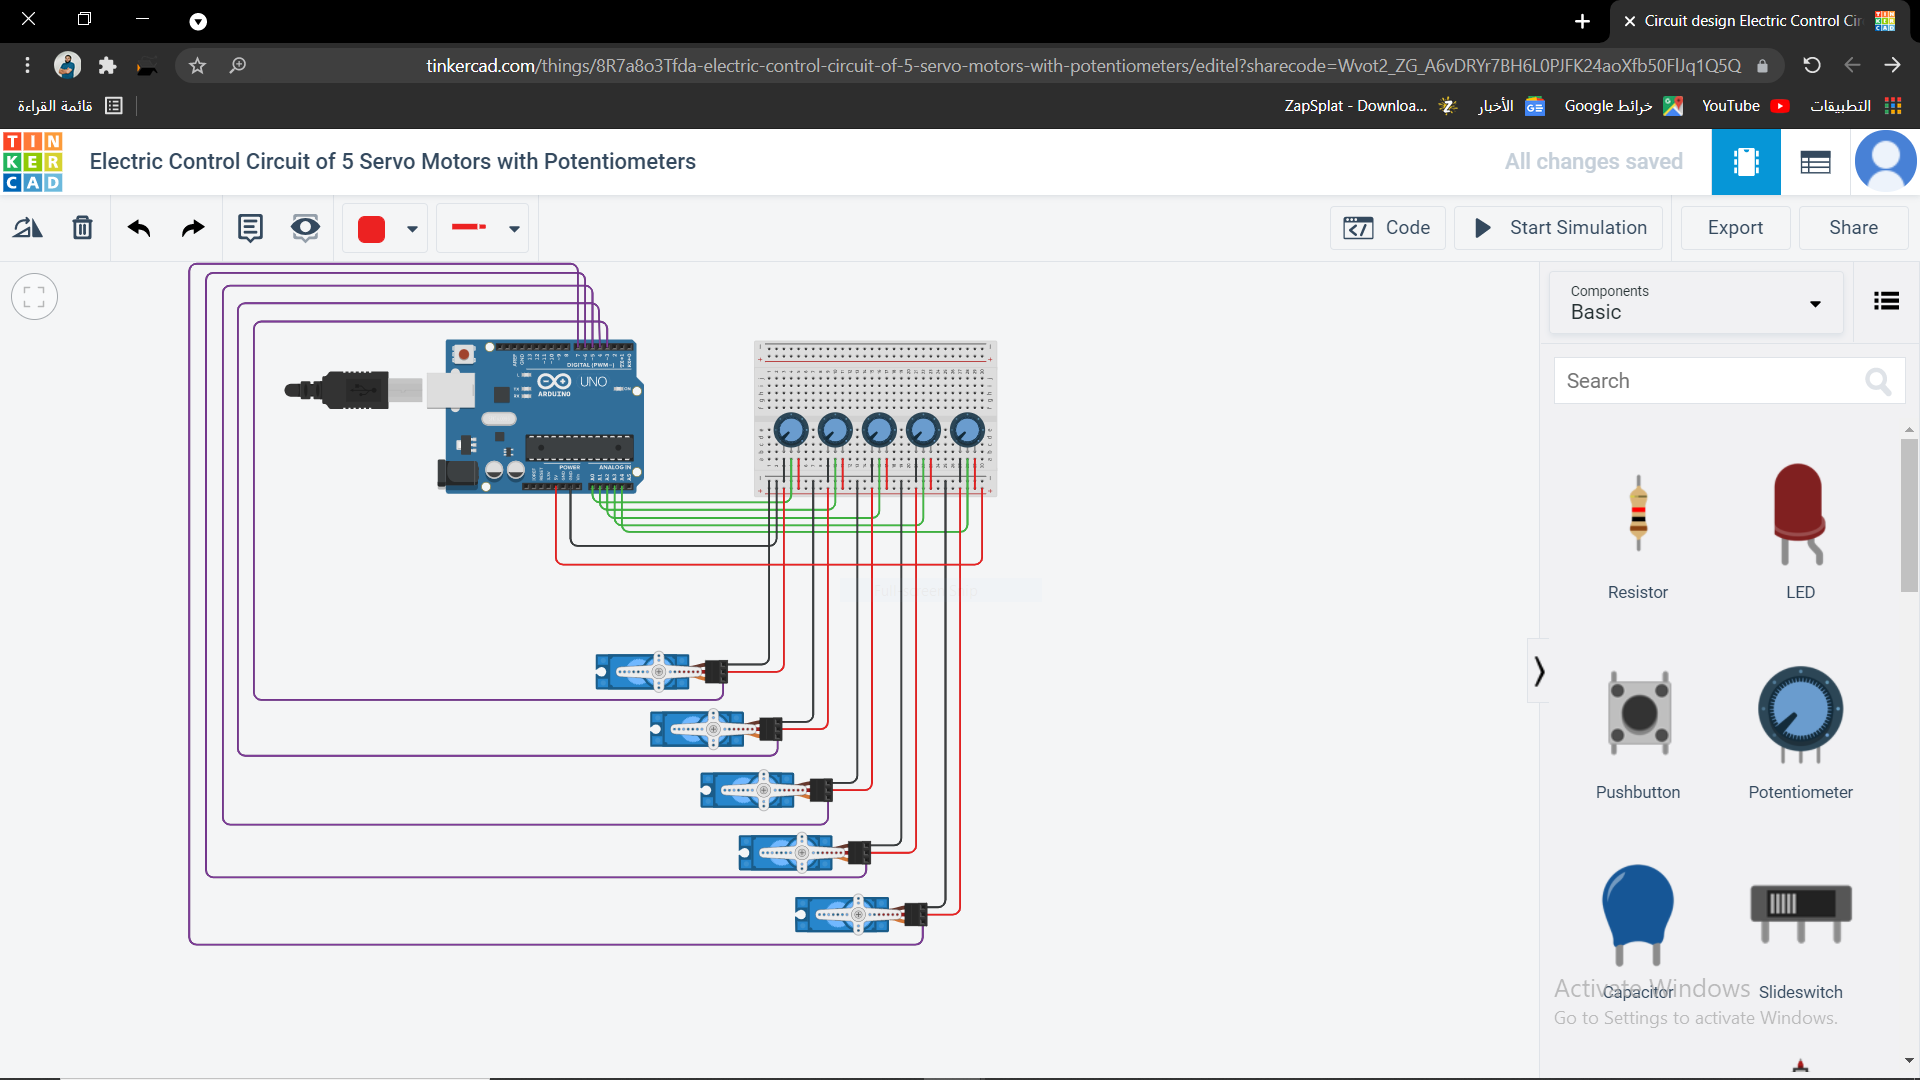 Circuit design Electric Control Cir
tinkercad.com/things/8R7a8o3Tfda-electric-control-circuit-of-5-servo-motors-with-potentiometers/editel?sharecode=Wvot2_ZG_A6vDRYr7BH6L0PJFK24aoXfb50FlJq1Q5Q
قائمة القراءة
ZapSplat - Downloa...
الأخبار
خرائط Google
YouTube
التطبيقات
TIN
KER
CAD
Electric Control Circuit of 5 Servo Motors with Potentiometers
All changes saved
Code
Start Simulation
Export
Share
Components
Basic
Search
DIGITAL (PWM~)
UNO
ARDUINO
POWER
ANALOG IN
Resistor
LED
Pushbutton
Potentiometer
Capacitor
Slideswitch
Activate Windows
Go to Settings to activate Windows.